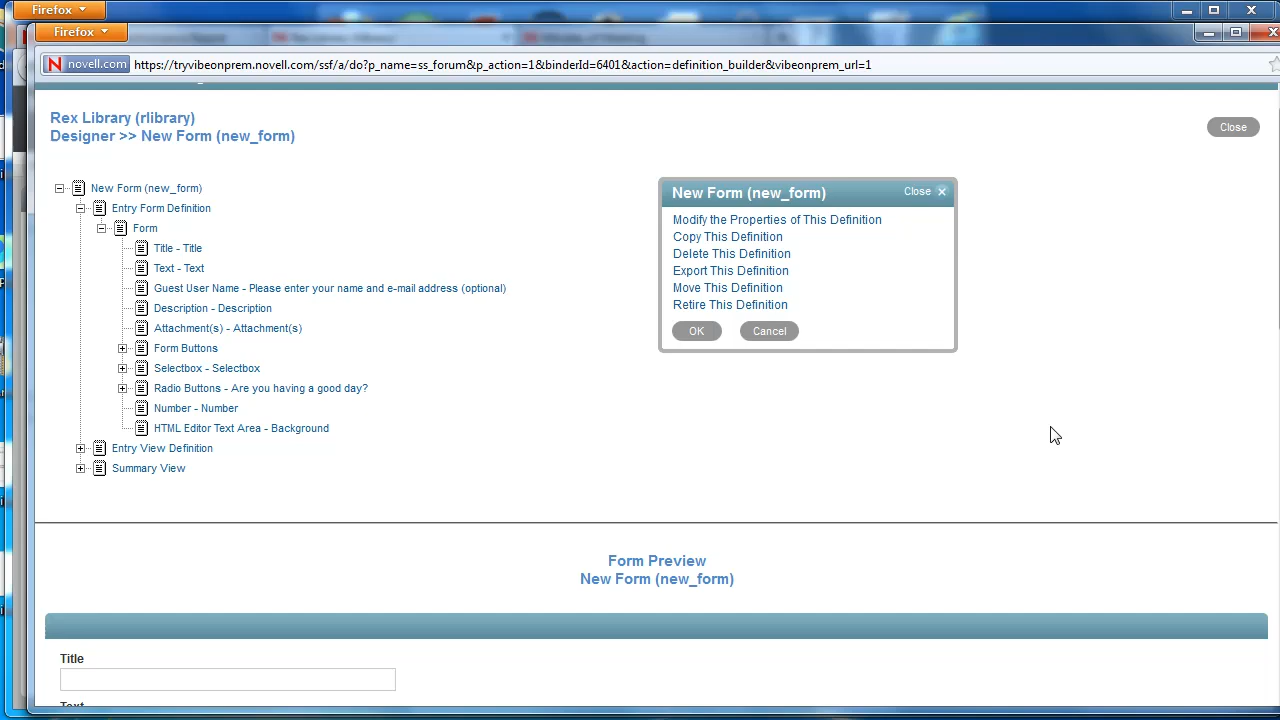 Firefox
Firefox
novell.com https://tryvibeonprem.novell.com/ssf/a/do?p_name=ss_forum&p_action=1&binderId=6401&action=definition_builder&vibeonprem_url=1
Rex Library (rlibrary)
Designer >> New Form (new_form)
Close
New Form (new_form)
Entry Form Definition
Form
Title - Title
Text - Text
Guest User Name - Please enter your name and e-mail address (optional)
Description - Description
Attachment(s) - Attachment(s)
Form Buttons
Selectbox - Selectbox
Radio Buttons - Are you having a good day?
Number - Number
HTML Editor Text Area - Background
Entry View Definition
Summary View
New Form (new_form) Close
Modify the Properties of This Definition
Copy This Definition
Delete This Definition
Export This Definition
Move This Definition
Retire This Definition
OK Cancel
Form Preview
New Form (new_form)
Title
Text